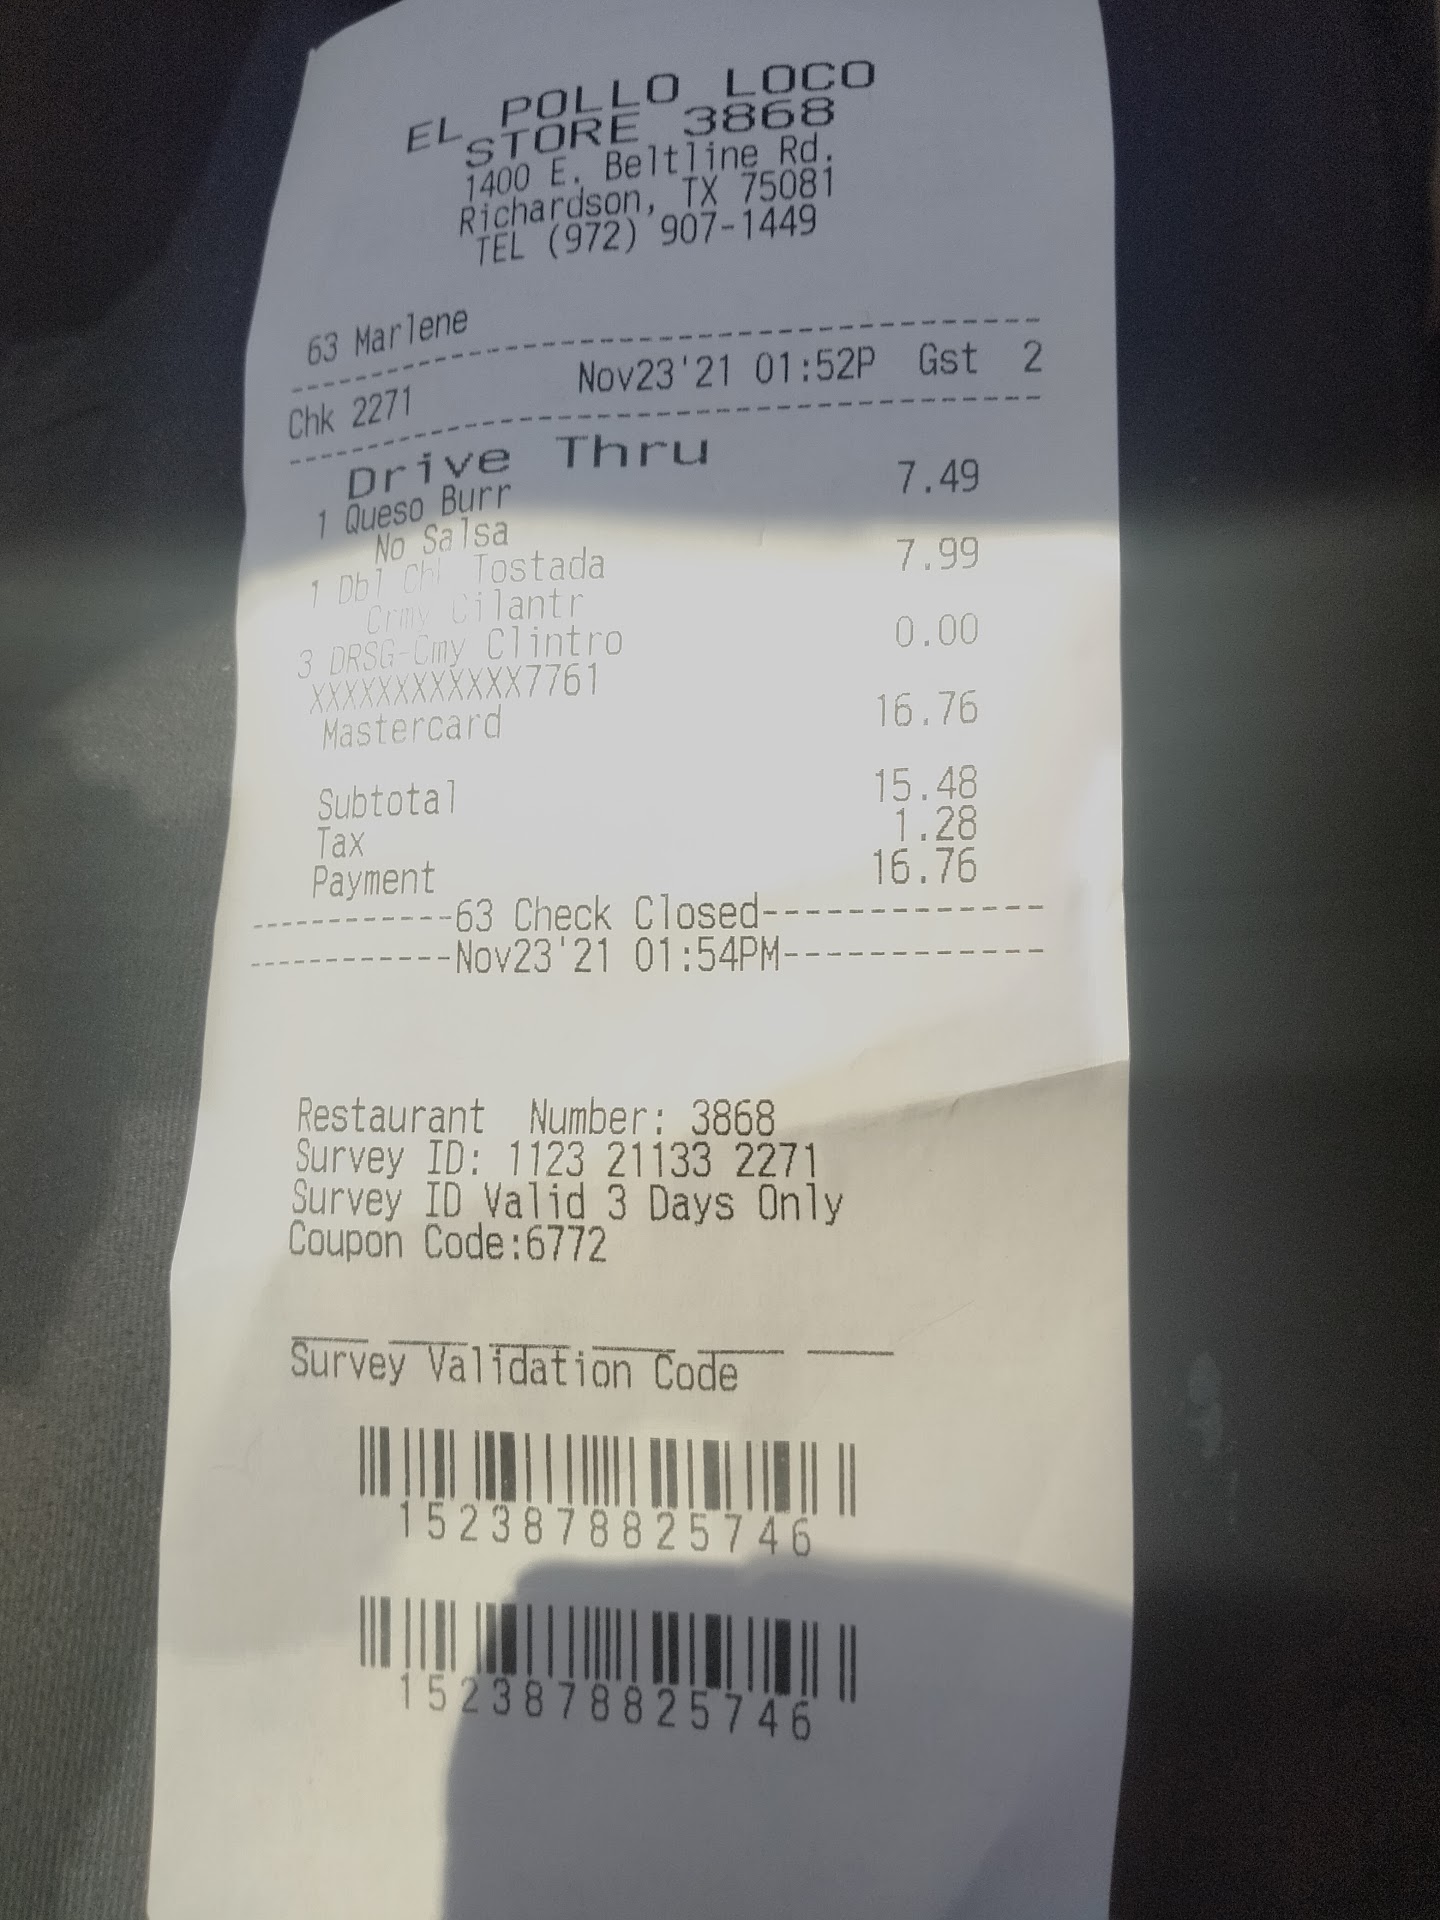 EL POLLO LOCO
STORE 3868
1400 E. Beltline Rd.
Richardson, TX 75081
TEL (972) 907-1449
63 Marlene
Chk 2271 Nov23'21 01:52P Gst 2
Drive Thru
1 Queso Burr 7.49
No Salsa
1 Dbl Tostada 7.99
Crmy Cilantr
3 DRSG-Cmy Clintro 0.00
XXXXXXXXXXXX7761
Mastercard 16.76
Subtotal 15.48
Tax 1.28
Payment 16.76
-----------63 Check Closed-------------
-----------Nov23'21 01:54PM------------
Restaurant Number: 3868
Survey ID: 1123 21133 2271
Survey ID Valid 3 Days Only
Coupon Code:6772
Survey Validation Code
1523878825746
1523878825746